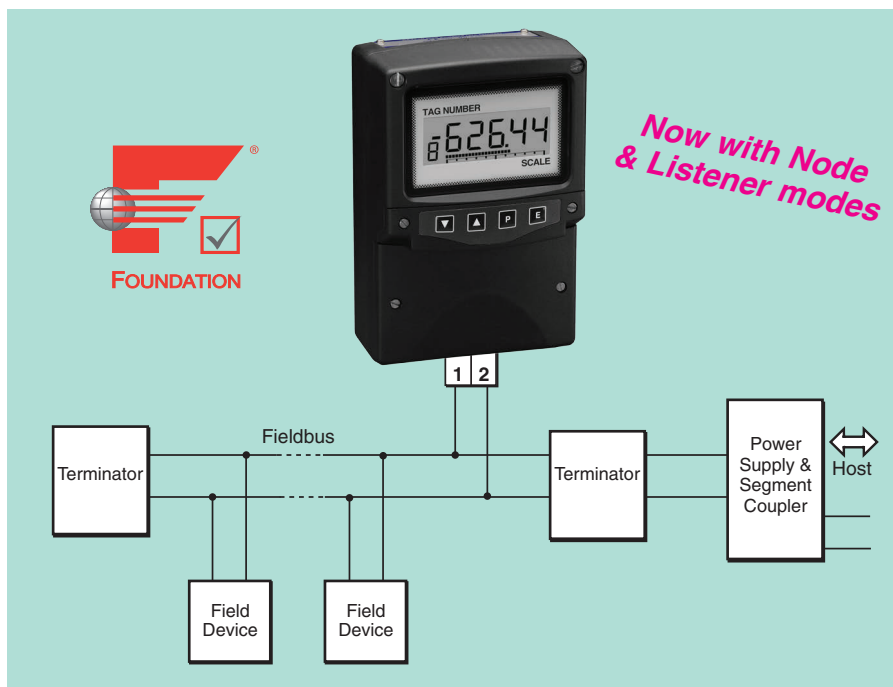 TAG NUMBER
8
-626.44
SCALE
P E
Now with Node
& Listener modes
®
FOUNDATION
1 2
Fieldbus
Terminator
Terminator
Power
Supply &
Segment
Coupler
Host
Field
Device
Field
Device